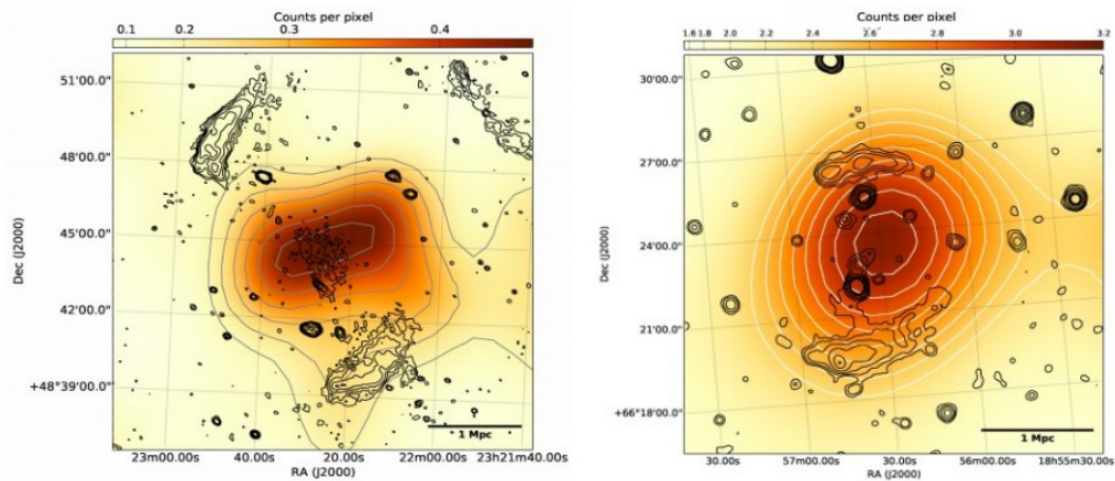 Counts per pixel
0.1 0.2 0.3 0.4
51'00.0"
48'00.0"
45'00.0"
42'00.0"
+48°39'00.0"
Dec (J2000)
1 Mpc
23m00.00s 40.00s 20.00s 22m00.00s 23h21m40.00s
RA (J2000)
Counts per pixel
1.6 1.8 2.0 2.2 2.4 2.6 2.8 3.0 3.2
30'00.0"
27'00.0"
24'00.0"
21'00.0"
+66°18'00.0"
Dec (J2000)
1 Mpc
30.00s 57m00.00s 30.00s 56m00.00s 18h55m30.00s
RA (J2000)